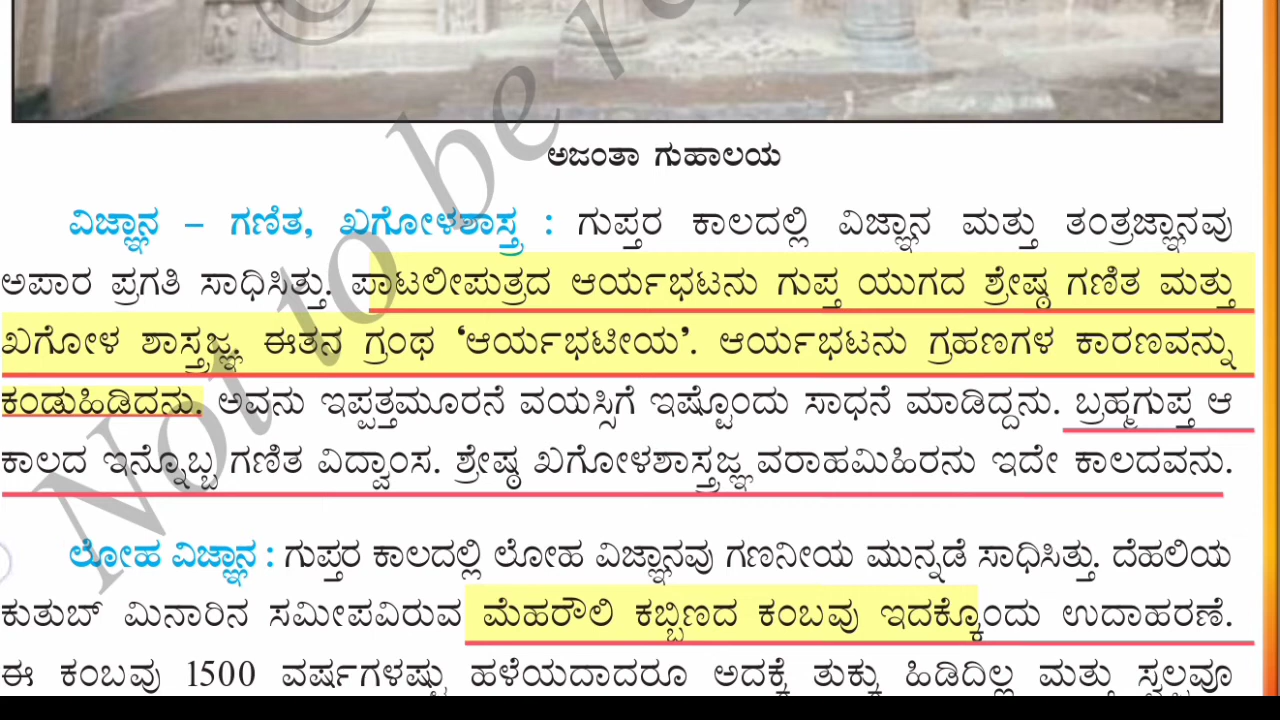 ಅಜಂತಾ ಗುಹಾಲಯ
ವಿಜ್ಞಾನ – ಗಣಿತ, ಖಗೋಳಶಾಸ್ತ್ರ : ಗುಪ್ತರ ಕಾಲದಲ್ಲಿ ವಿಜ್ಞಾನ ಮತ್ತು ತಂತ್ರಜ್ಞಾನವು
ಅಪಾರ ಪ್ರಗತಿ ಸಾಧಿಸಿತ್ತು. ಪಾಟಲೀಪುತ್ರದ ಆರ್ಯಭಟನು ಗುಪ್ತ ಯುಗದ ಶ್ರೇಷ್ಠ ಗಣಿತ ಮತ್ತು
ಖಗೋಳ ಶಾಸ್ತ್ರಜ್ಞ. ಈತನ ಗ್ರಂಥ ‘ಆರ್ಯಭಟೀಯ’. ಆರ್ಯಭಟನು ಗ್ರಹಣಗಳ ಕಾರಣವನ್ನು
ಕಂಡುಹಿಡಿದನು. ಅವನು ಇಪ್ಪತ್ತಮೂರನೆ ವಯಸ್ಸಿಗೆ ಇಷ್ಟೊಂದು ಸಾಧನೆ ಮಾಡಿದ್ದನು. ಬ್ರಹ್ಮಗುಪ್ತ ಆ
ಕಾಲದ ಇನ್ನೊಬ್ಬ ಗಣಿತ ವಿದ್ವಾಂಸ. ಶ್ರೇಷ್ಠ ಖಗೋಳಶಾಸ್ತ್ರಜ್ಞ ವರಾಹಮಿಹಿರನು ಇದೇ ಕಾಲದವನು.
ಲೋಹ ವಿಜ್ಞಾನ : ಗುಪ್ತರ ಕಾಲದಲ್ಲಿ ಲೋಹ ವಿಜ್ಞಾನವು ಗಣನೀಯ ಮುನ್ನಡೆ ಸಾಧಿಸಿತ್ತು. ದೆಹಲಿಯ
ಕುತುಬ್ ಮಿನಾರಿನ ಸಮೀಪವಿರುವ ಮೆಹರೌಲಿ ಕಬ್ಬಿಣದ ಕಂಬವು ಇದಕ್ಕೊಂದು ಉದಾಹರಣೆ.
ಈ ಕಂಬವು 1500 ವರ್ಷಗಳಷ್ಟು ಹಳೆಯದಾದರೂ ಅದಕ್ಕೆ ತುಕ್ಕು ಹಿಡಿದಿಲ್ಲ ಮತ್ತು ಸ್ವಲ್ಪವೂ
Not to be